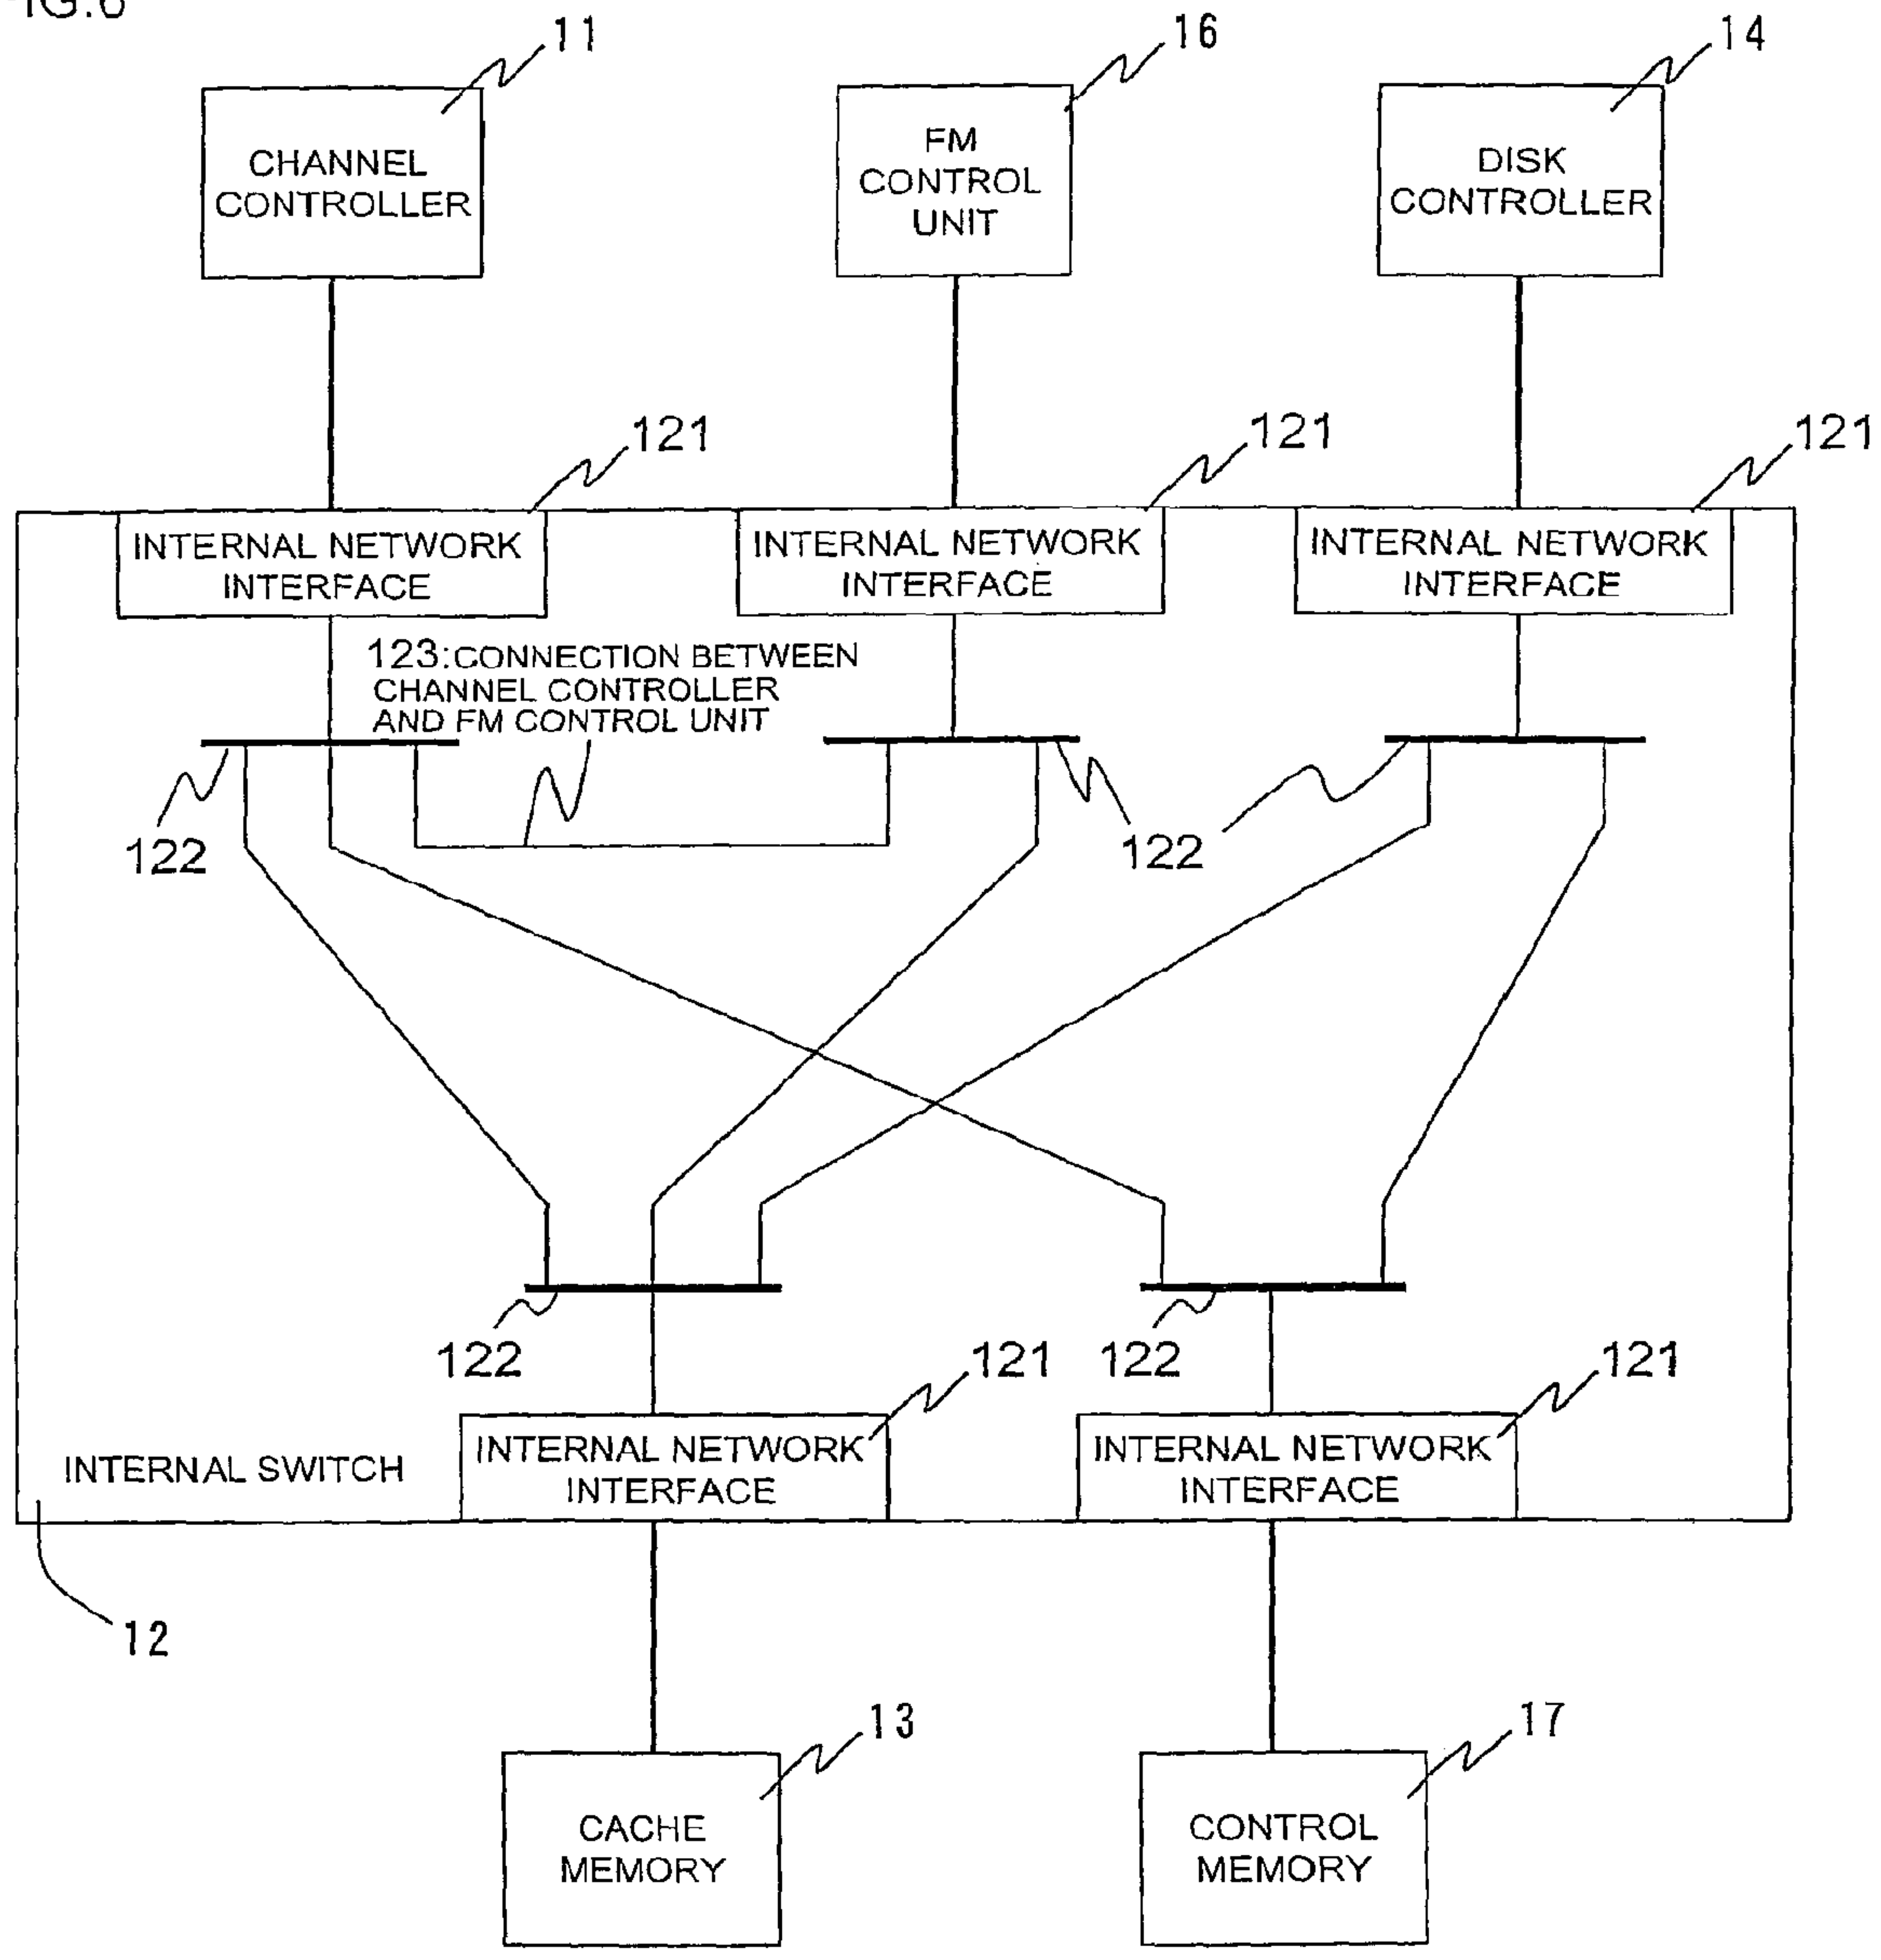 FIG.6
11
16
14
CHANNEL
CONTROLLER
FM
CONTROL
UNIT
DISK
CONTROLLER
121
121
121
INTERNAL NETWORK
INTERFACE
INTERNAL NETWORK
INTERFACE
INTERNAL NETWORK
INTERFACE
123:CONNECTION BETWEEN
CHANNEL CONTROLLER
AND FM CONTROL UNIT
122
122
122
122
121
121
INTERNAL SWITCH
INTERNAL NETWORK
INTERFACE
INTERNAL NETWORK
INTERFACE
12
13
17
CACHE
MEMORY
CONTROL
MEMORY